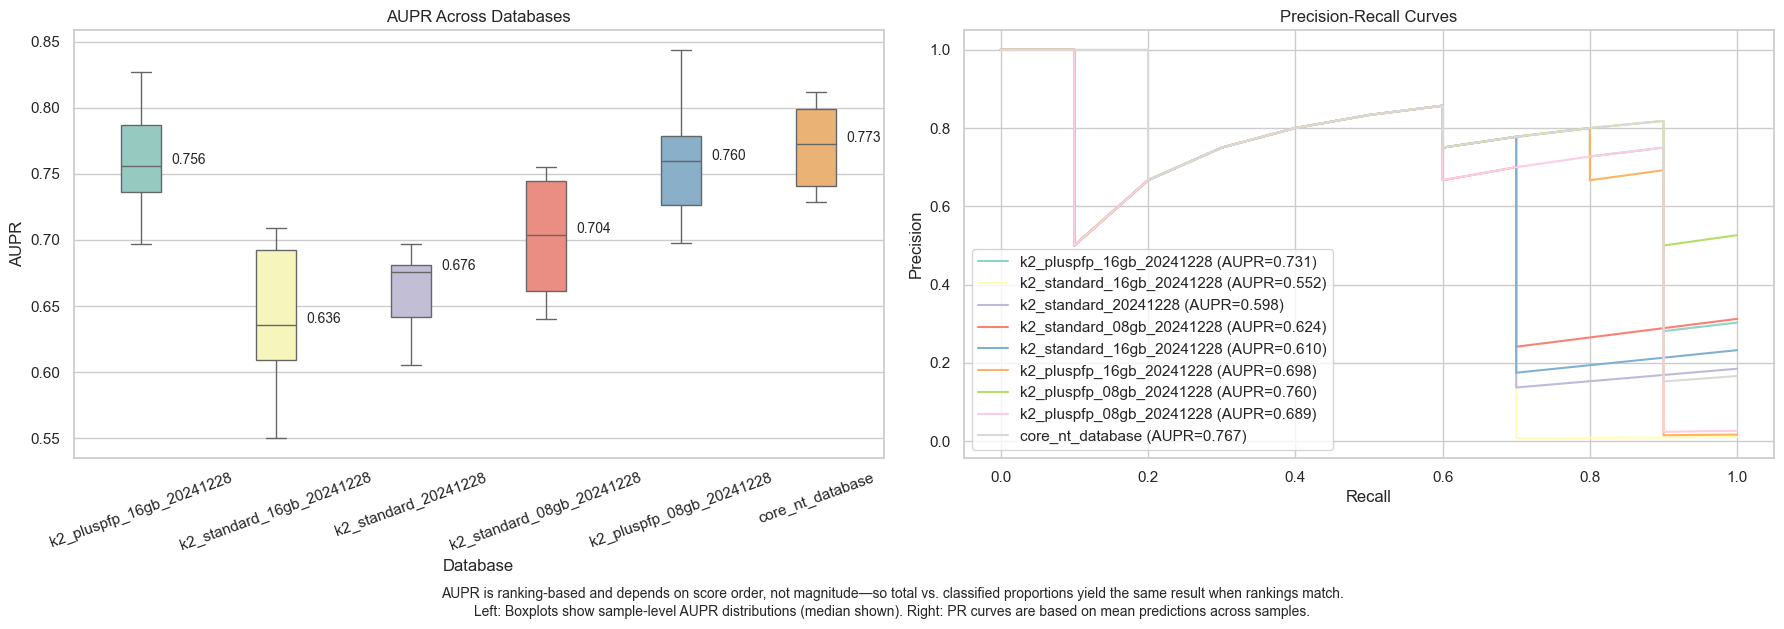 AUPR Across Databases
AUPR
0.85
0.80
0.75
0.70
0.65
0.60
0.55
0.756
0.636
0.676
0.704
0.760
0.773
k2_pluspfp_16gb_20241228
k2_standard_16gb_20241228
k2_standard_20241228
k2_standard_08gb_20241228
k2_pluspfp_08gb_20241228
core_nt_database
Database
Precision-Recall Curves
Precision
1.0
0.8
0.6
0.4
0.2
0.0
k2_pluspfp_16gb_20241228 (AUPR=0.731)
k2_standard_16gb_20241228 (AUPR=0.552)
k2_standard_20241228 (AUPR=0.598)
k2_standard_08gb_20241228 (AUPR=0.624)
k2_standard_16gb_20241228 (AUPR=0.610)
k2_pluspfp_16gb_20241228 (AUPR=0.698)
k2_pluspfp_08gb_20241228 (AUPR=0.760)
k2_pluspfp_08gb_20241228 (AUPR=0.689)
core_nt_database (AUPR=0.767)
0.0 0.2 0.4 0.6 0.8 1.0
Recall
AUPR is ranking-based and depends on score order, not magnitude—so total vs. classified proportions yield the same result when rankings match.
Left: Boxplots show sample-level AUPR distributions (median shown). Right: PR curves are based on mean predictions across samples.